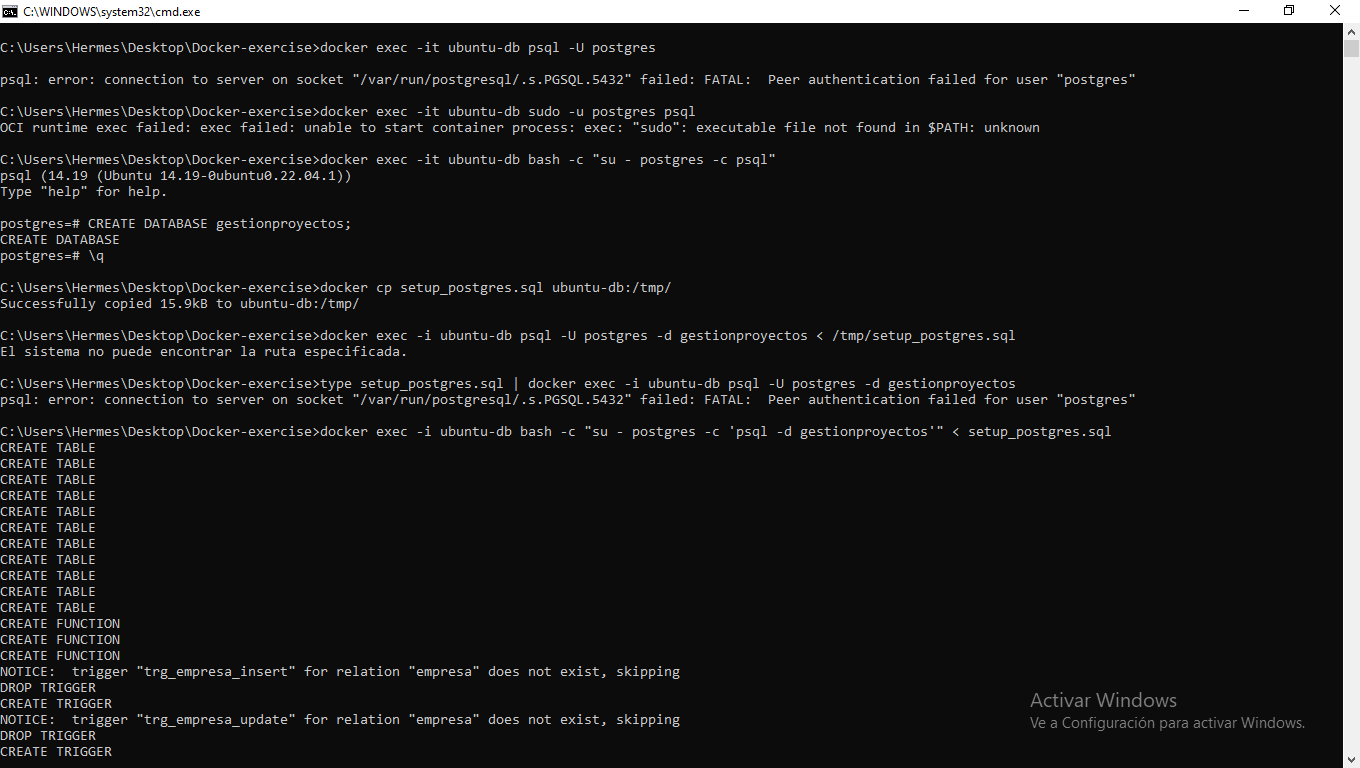 C:\WINDOWS\system32\cmd.exe
C:\Users\Hermes\Desktop\Docker-exercise>docker exec -it ubuntu-db psql -U postgres
psql: error: connection to server on socket "/var/run/postgresql/.s.PGSQL.5432" failed: FATAL:  Peer authentication failed for user "postgres"
C:\Users\Hermes\Desktop\Docker-exercise>docker exec -it ubuntu-db sudo -u postgres psql
OCI runtime exec failed: exec failed: unable to start container process: exec: "sudo": executable file not found in $PATH: unknown
C:\Users\Hermes\Desktop\Docker-exercise>docker exec -it ubuntu-db bash -c "su - postgres -c psql"
psql (14.19 (Ubuntu 14.19-0ubuntu0.22.04.1))
Type "help" for help.
postgres=# CREATE DATABASE gestionproyectos;
CREATE DATABASE
postgres=# \q
C:\Users\Hermes\Desktop\Docker-exercise>docker cp setup_postgres.sql ubuntu-db:/tmp/
Successfully copied 15.9kB to ubuntu-db:/tmp/
C:\Users\Hermes\Desktop\Docker-exercise>docker exec -i ubuntu-db psql -U postgres -d gestionproyectos < /tmp/setup_postgres.sql
El sistema no puede encontrar la ruta especificada.
C:\Users\Hermes\Desktop\Docker-exercise>type setup_postgres.sql | docker exec -i ubuntu-db psql -U postgres -d gestionproyectos
psql: error: connection to server on socket "/var/run/postgresql/.s.PGSQL.5432" failed: FATAL:  Peer authentication failed for user "postgres"
C:\Users\Hermes\Desktop\Docker-exercise>docker exec -i ubuntu-db bash -c "su - postgres -c 'psql -d gestionproyectos'" < setup_postgres.sql
CREATE TABLE
CREATE TABLE
CREATE TABLE
CREATE TABLE
CREATE TABLE
CREATE TABLE
CREATE TABLE
CREATE TABLE
CREATE TABLE
CREATE TABLE
CREATE TABLE
CREATE FUNCTION
CREATE FUNCTION
CREATE FUNCTION
NOTICE:  trigger "trg_empresa_insert" for relation "empresa" does not exist, skipping
DROP TRIGGER
CREATE TRIGGER
NOTICE:  trigger "trg_empresa_update" for relation "empresa" does not exist, skipping
DROP TRIGGER
CREATE TRIGGER
Activar Windows
Ve a Configuración para activar Windows.